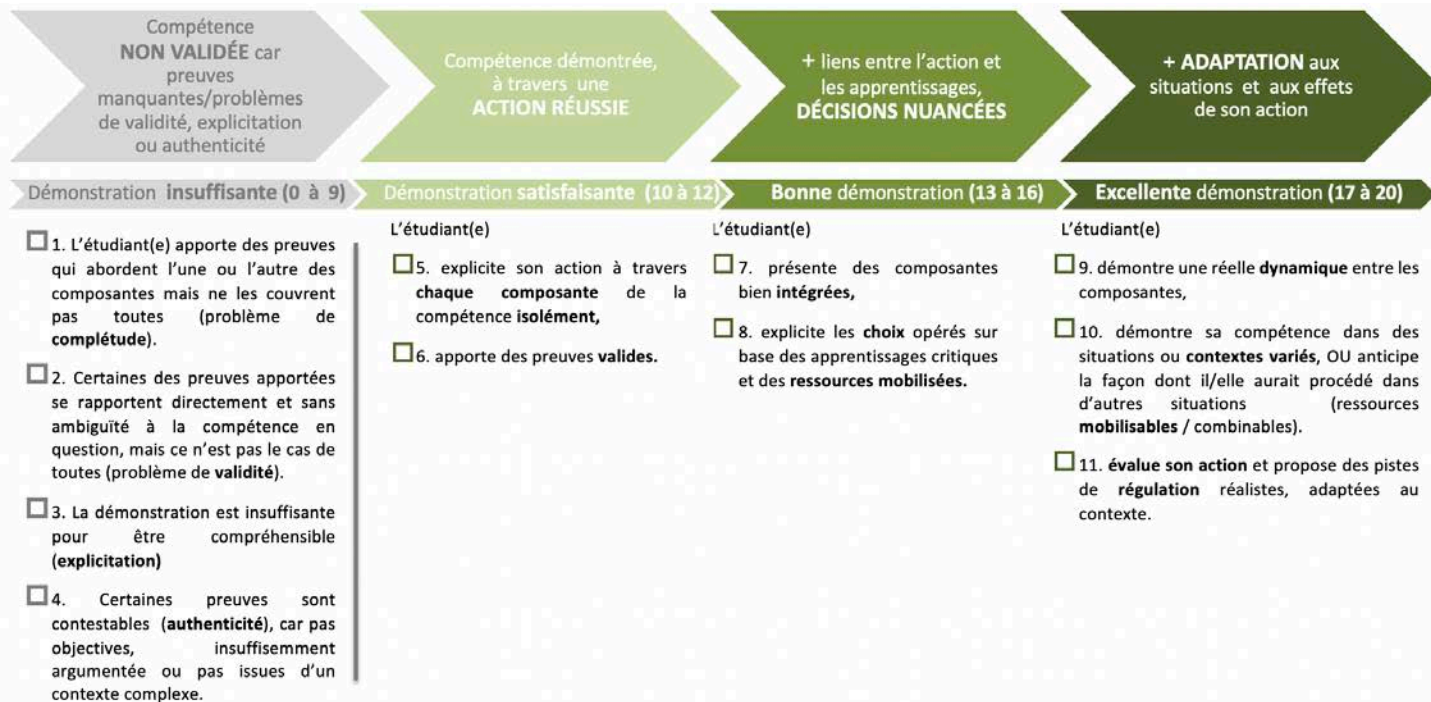 Compétence
NON VALIDÉE car
preuves
manquantes/problèmes
de validité, explicitation
ou authenticité
Compétence démontrée,
à travers une
ACTION RÉUSSIE
+ liens entre l'action et
les apprentissages,
DÉCISIONS NUANCÉES
+ ADAPTATION aux
situations et aux effets
de son action
Démonstration insuffisante (0 à 9)
Démonstration satisfaisante (10 à 12)
Bonne démonstration (13 à 16)
Excellente démonstration (17 à 20)
1. L'étudiant(e) apporte des preuves
qui abordent l'une ou l'autre des
composantes mais ne les couvrent
pas toutes (problème de
complétude).
2. Certaines des preuves apportées
se rapportent directement et sans
ambiguïté à la compétence en
question, mais ce n'est pas le cas de
toutes (problème de validité).
3. La démonstration est insuffisante
pour être compréhensible
(explicitation)
4. Certaines preuves sont
contestables (authenticité), car pas
objectives, insuffisemment
argumentée ou pas issues d'un
contexte complexe.
L'étudiant(e)
5. explicite son action à travers
chaque composante de la
compétence isolément,
6. apporte des preuves valides.
L'étudiant(e)
7. présente des composantes
bien intégrées,
8. explicite les choix opérés sur
base des apprentissages critiques
et des ressources mobilisées.
L'étudiant(e)
9. démontre une réelle dynamique entre les
composantes,
10. démontre sa compétence dans des
situations ou contextes variés, OU anticipe
la façon dont il/elle aurait procédé dans
d'autres situations (ressources
mobilisables / combinables).
11. évalue son action et propose des pistes
de régulation réalistes, adaptées au
contexte.